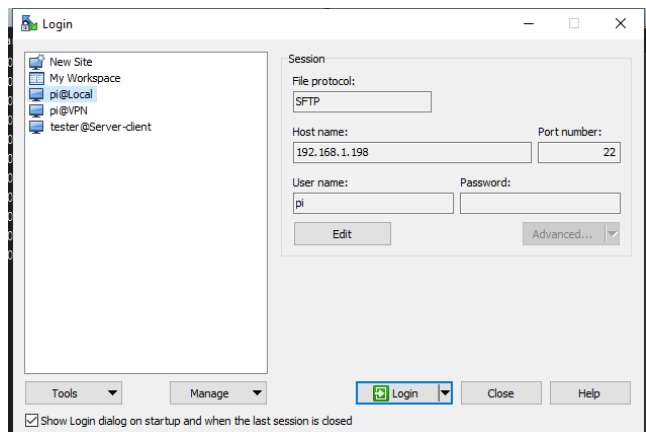 Login
New Site
My Workspace
pi@Local
pi@VPN
tester@Server-client
Session
File protocol:
SFTP
Host name:
Port number:
192.168.1.198
22
User name:
Password:
pi
Edit
Advanced...
Tools
Manage
Login
Close
Help
Show Login dialog on startup and when the last session is closed